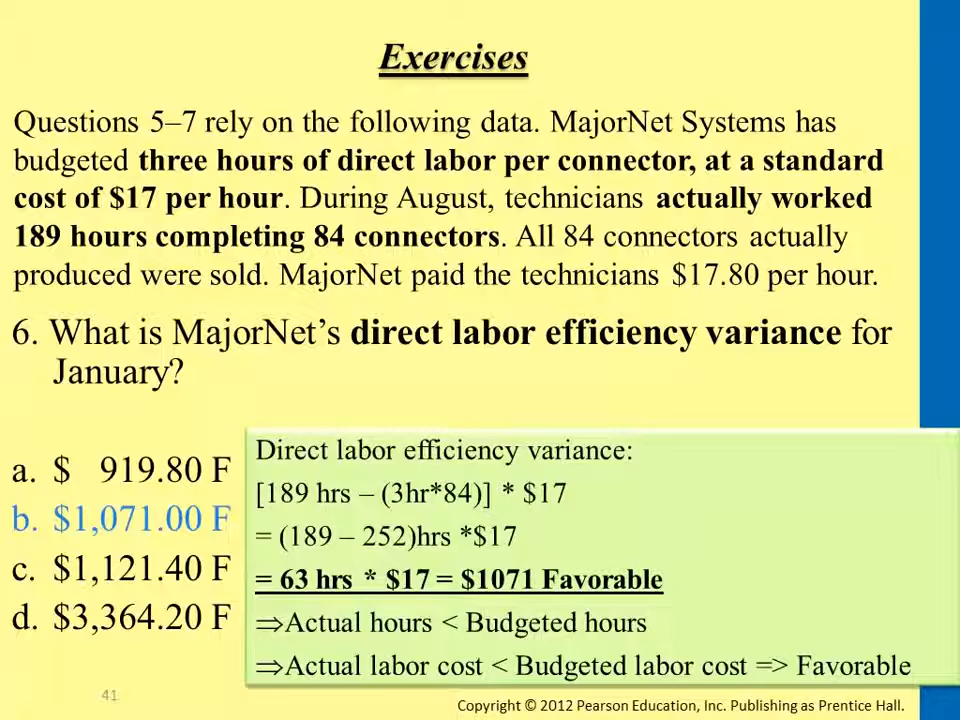 Exercises
Questions 5–7 rely on the following data. MajorNet Systems has
budgeted three hours of direct labor per connector, at a standard
cost of $17 per hour. During August, technicians actually worked
189 hours completing 84 connectors. All 84 connectors actually
produced were sold. MajorNet paid the technicians $17.80 per hour.
6. What is MajorNet’s direct labor efficiency variance for
January?
a. $ 919.80 F
b. $1,071.00 F
c. $1,121.40 F
d. $3,364.20 F
Direct labor efficiency variance:
[189 hrs – (3hr*84)] * $17
= (189 – 252)hrs *$17
= 63 hrs * $17 = $1071 Favorable
⇒Actual hours < Budgeted hours
⇒Actual labor cost < Budgeted labor cost => Favorable
41
Copyright © 2012 Pearson Education, Inc. Publishing as Prentice Hall.